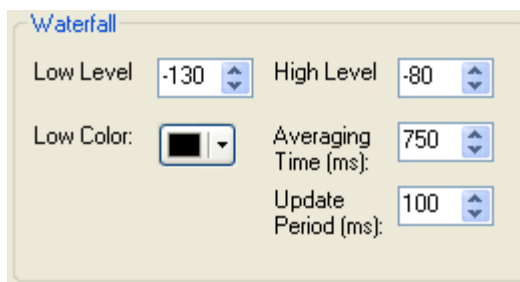 Waterfall
Low Level -130 High Level -80
Low Color: Averaging Time (ms): 750
Update Period (ms): 100